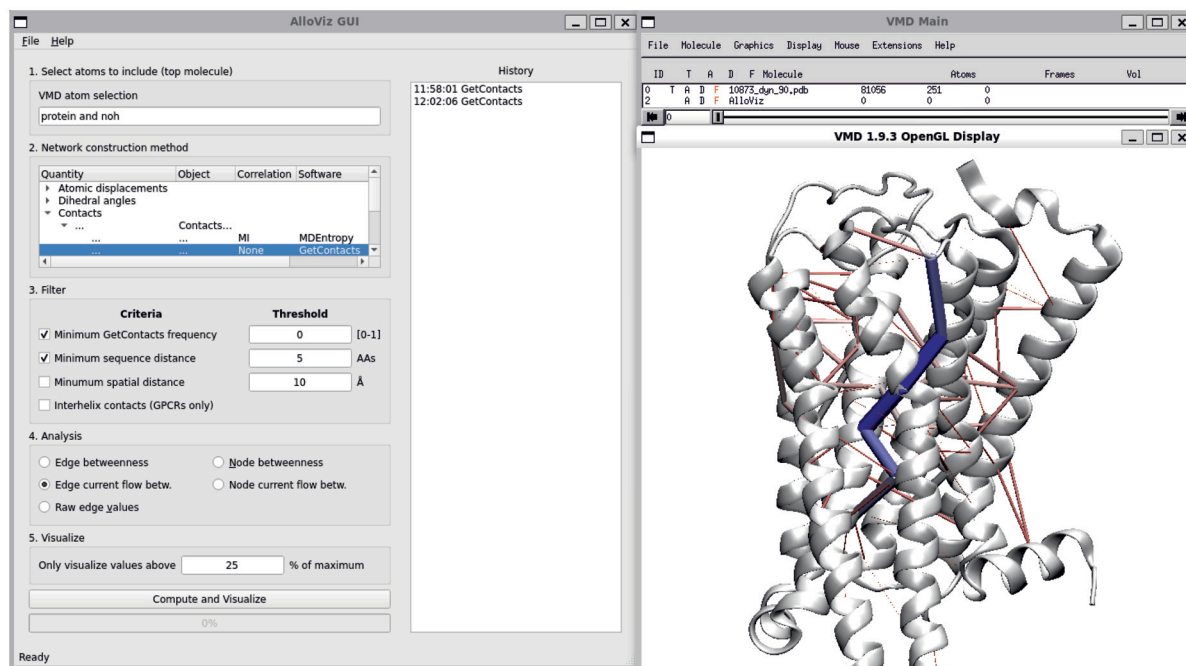 AlloViz GUI
File Help
1. Select atoms to include (top molecule)
VMD atom selection
protein and noh
2. Network construction method
Quantity Object Correlation Software
Atomic displacements
Dihedral angles
Contacts
... Contacts...
... ... MI MDEntropy
... ... None GetContacts
3. Filter
Criteria Threshold
Minimum GetContacts frequency 0 [0-1]
Minimum sequence distance 5 AAs
Minumum spatial distance 10 Å
Interhelix contacts (GPCRs only)
4. Analysis
Edge betweenness Node betweenness
Edge current flow betw. Node current flow betw.
Raw edge values
5. Visualize
Only visualize values above 25 % of maximum
Compute and Visualize
0%
Ready
History
11:58:01 GetContacts
12:02:06 GetContacts
VMD Main
File Molecule Graphics Display Mouse Extensions Help
ID T A D F Molecule Atoms Frames Vol
0 T A D F 10873_dyn_90.pdb 81056 251 0
2 A D F AlloViz 0 0 0
0
VMD 1.9.3 OpenGL Display